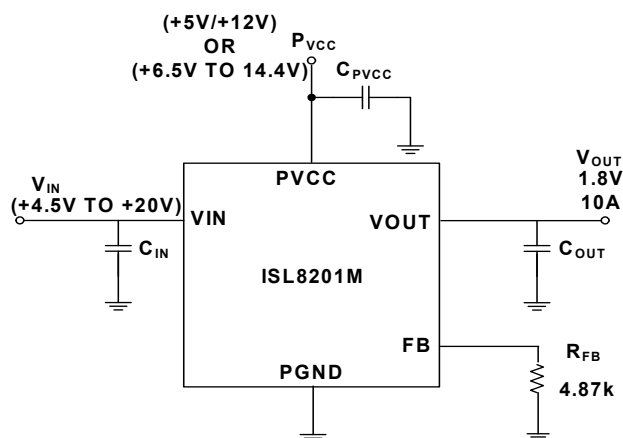 (+5V/+12V)
OR
(+6.5V TO 14.4V)
PVCC
CPVCC
PVCC
VIN
(+4.5V TO +20V)
VIN
CIN
VOUT
VOUT
1.8V
10A
COUT
ISL8201M
FB
RFB
4.87k
PGND